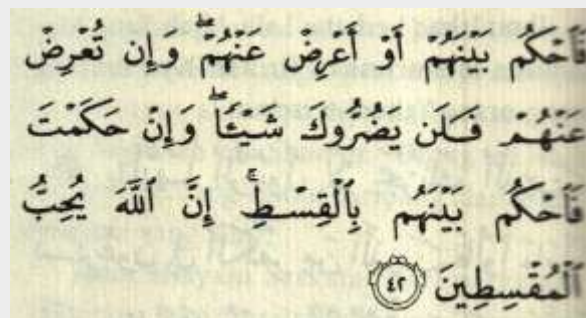 فَٱحْكُم بَيْنَهُمْ أَوْ أَعْرِضْ عَنْهُمْ ۖ وَإِن تُعْرِضْ
عَنْهُمْ فَلَن يَضُرُّوكَ شَيْـًٔا ۖ وَإِنْ حَكَمْتَ
فَٱحْكُم بَيْنَهُم بِٱلْقِسْطِ ۚ إِنَّ ٱللَّهَ يُحِبُّ
ٱلْمُقْسِطِينَ ٤٢